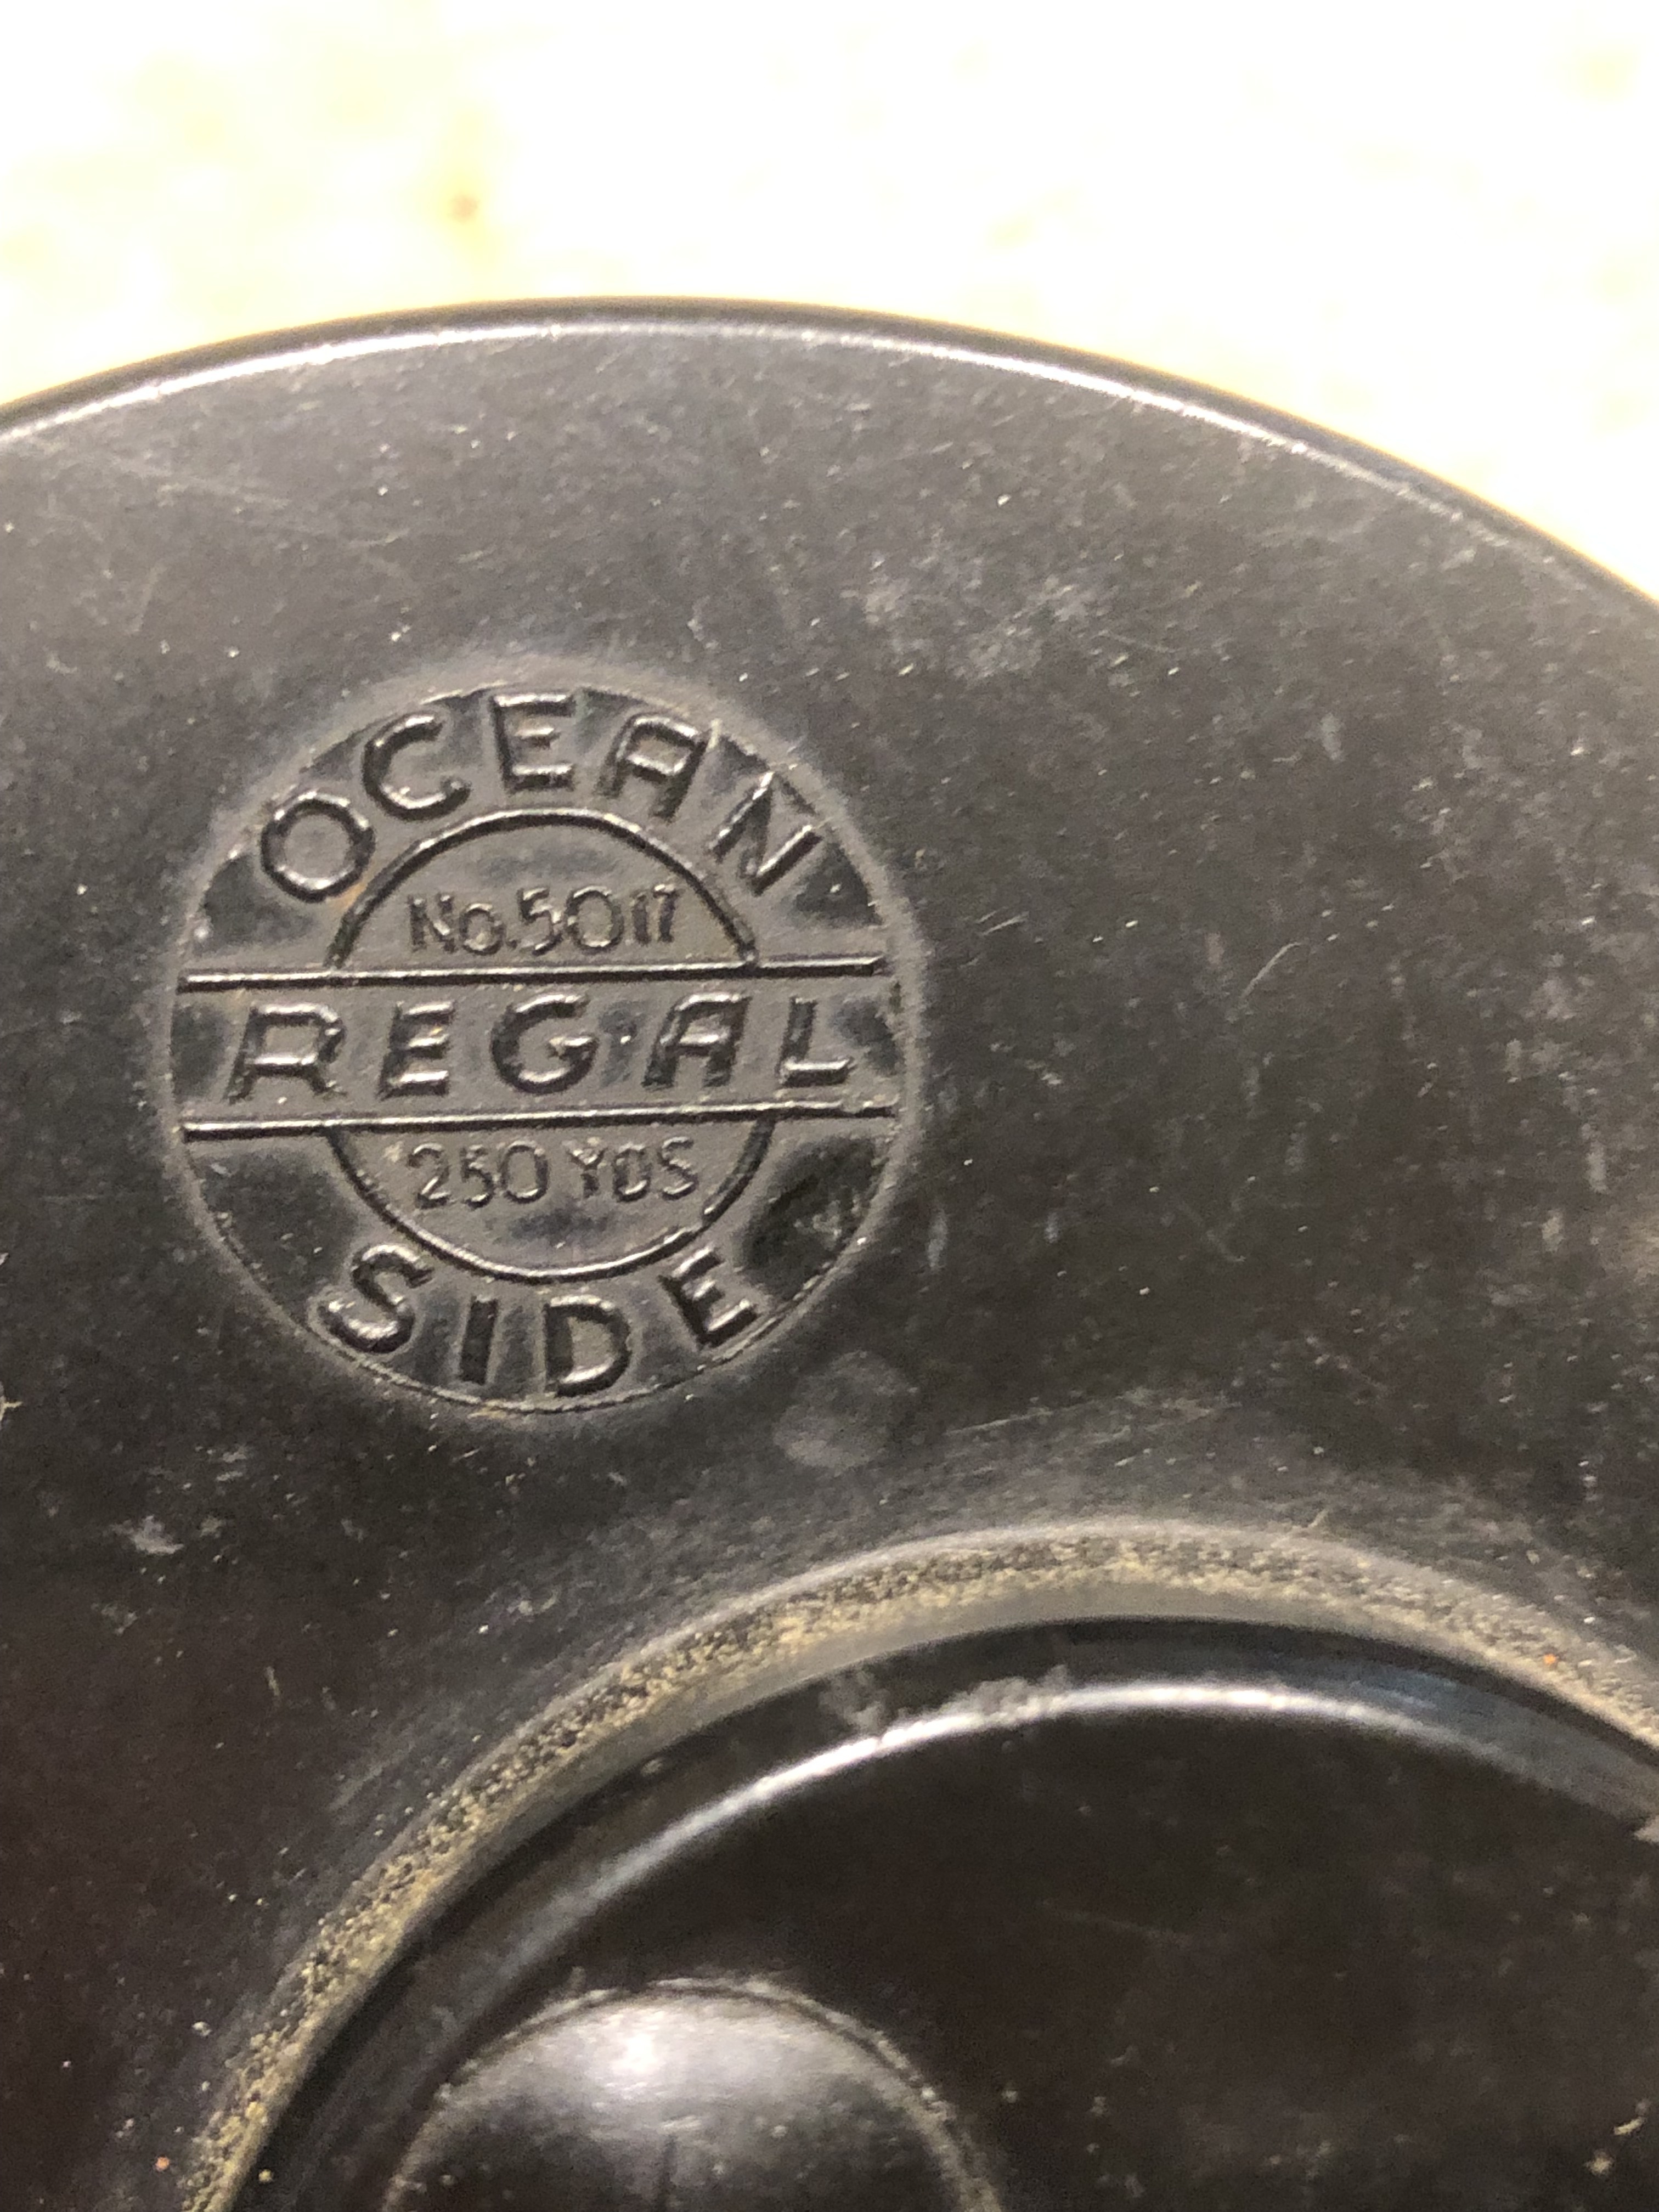 OCEAN
No. 5017
REGAL
250 YDS
SIDE